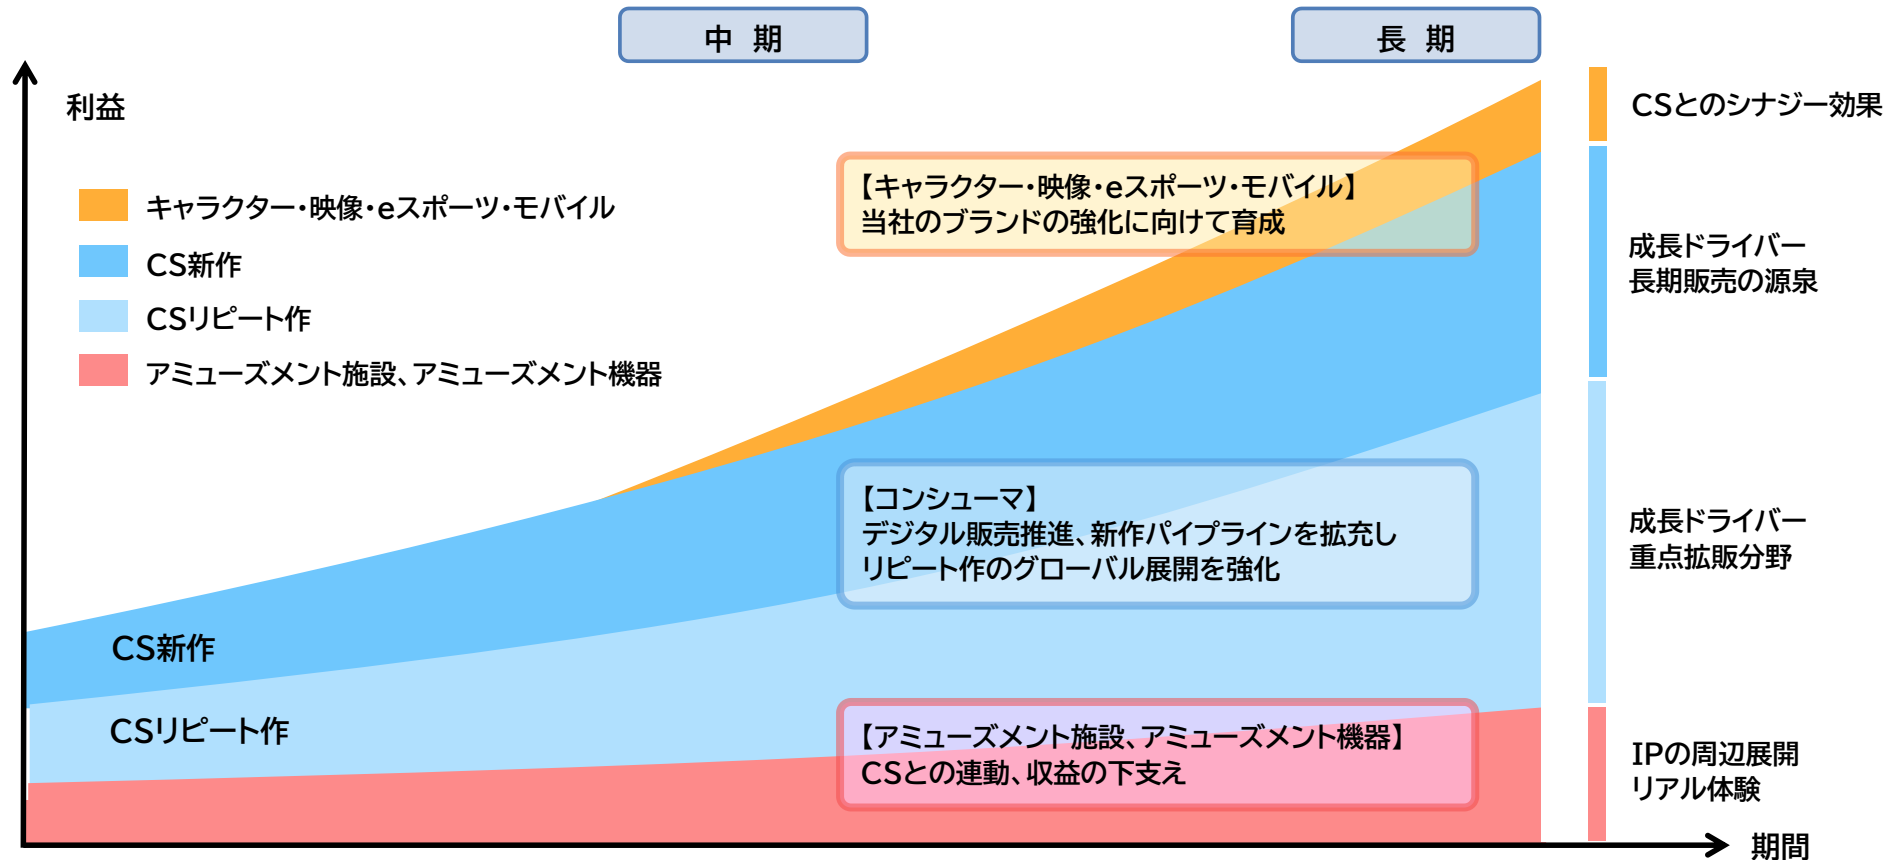 中 期
長 期
利益
キャラクター・映像・eスポーツ・モバイル
CS新作
CSリピート作
アミューズメント施設、アミューズメント機器
【キャラクター・映像・eスポーツ・モバイル】
当社のブランドの強化に向けて育成
【コンシューマ】
デジタル販売推進、新作パイプラインを拡充し
リピート作のグローバル展開を強化
CS新作
CSリピート作
【アミューズメント施設、アミューズメント機器】
CSとの連動、収益の下支え
CSとのシナジー効果
成長ドライバー
長期販売の源泉
成長ドライバー
重点拡販分野
IPの周辺展開
リアル体験
期間